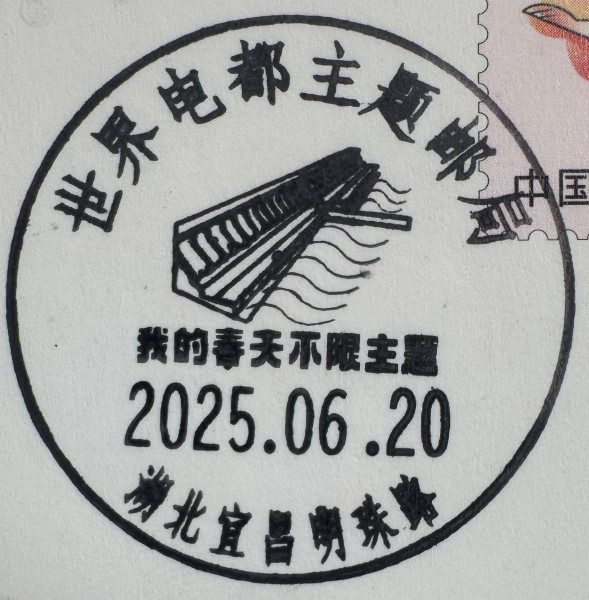 世界电都主题邮局
我的春天不限主题
2025.06.20
湖北宜昌明珠路
中国